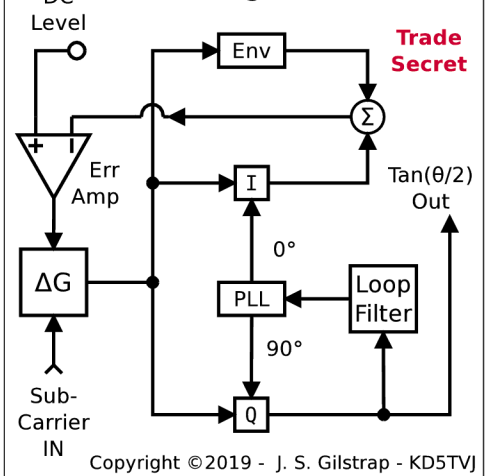 DC
Level
Env
Trade
Secret
Σ
+
−
Err
Amp
I
Tan(θ/2)
Out
0°
ΔG
PLL
Loop
Filter
90°
Sub-
Carrier
IN
Q
Copyright ©2019 - J. S. Gilstrap - KD5TVJ